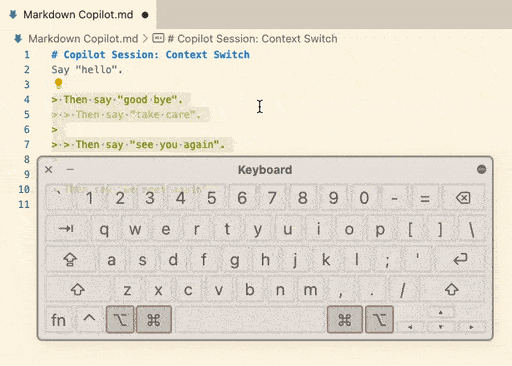 Markdown Copilot.md
Markdown Copilot.md > # Copilot Session: Context Switch
1 # Copilot Session: Context Switch
2 Say "hello".
3
4 > Then say "good bye".
5 > > Then say "take care".
6 >
7 > > Then say "see you again".
8
9
10
11
Keyboard
` 1 2 3 4 5 6 7 8 9 0 - =
q w e r t y u i o p [ ] \
a s d f g h j k l ; '
z x c v b n m , . /
fn ^ ⌥ ⌘ ⌘ ⌥